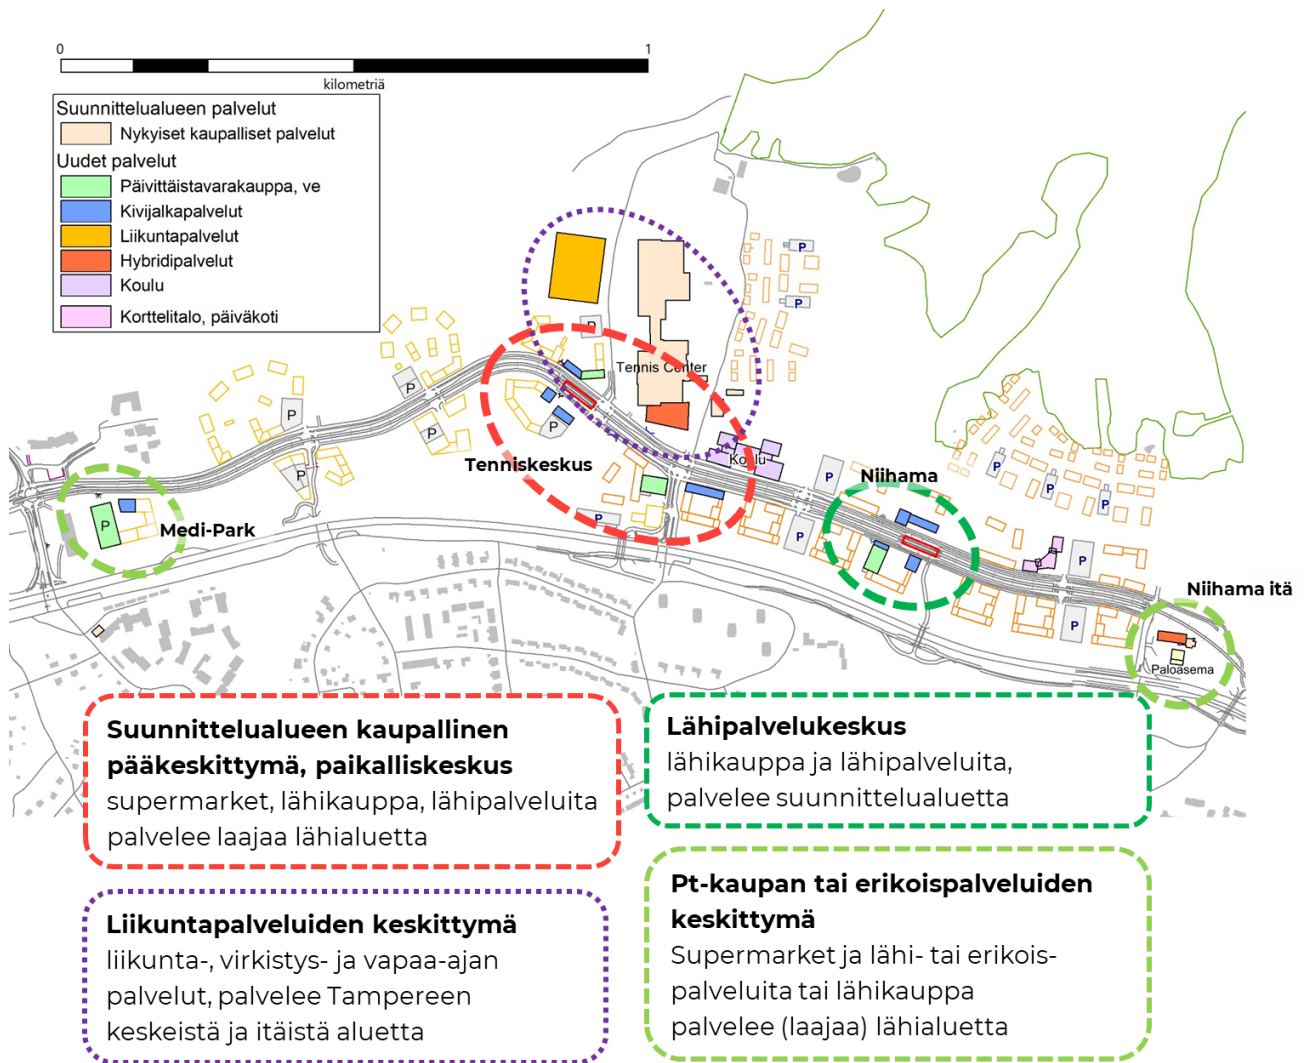 0 1
kilometriä
Suunnittelualueen palvelut
Nykyiset kaupalliset palvelut
Uudet palvelut
Päivittäistavarakauppa, ve
Kivijalkapalvelut
Liikuntapalvelut
Hybridipalvelut
Koulu
Korttelitalo, päiväkoti
P
P
P
P
P
P
Tennis Center
P
P
Tenniskeskus
Koulu
P
Niihama
P
P
P
P
Medi-Park
P
P
P
P
Niihama itä
P
Paloasema
Suunnittelualueen kaupallinen
pääkeskittymä, paikalliskeskus
supermarket, lähikauppa, lähipalveluita
palvelee laajaa lähialuetta
Lähipalvelukeskus
lähikauppa ja lähipalveluita,
palvelee suunnittelualuetta
Liikuntapalveluiden keskittymä
liikunta-, virkistys- ja vapaa-ajan
palvelut, palvelee Tampereen
keskeistä ja itäistä aluetta
Pt-kaupan tai erikoispalveluiden
keskittymä
Supermarket ja lähi- tai erikois-
palveluita tai lähikauppa
palvelee (laajaa) lähialuetta